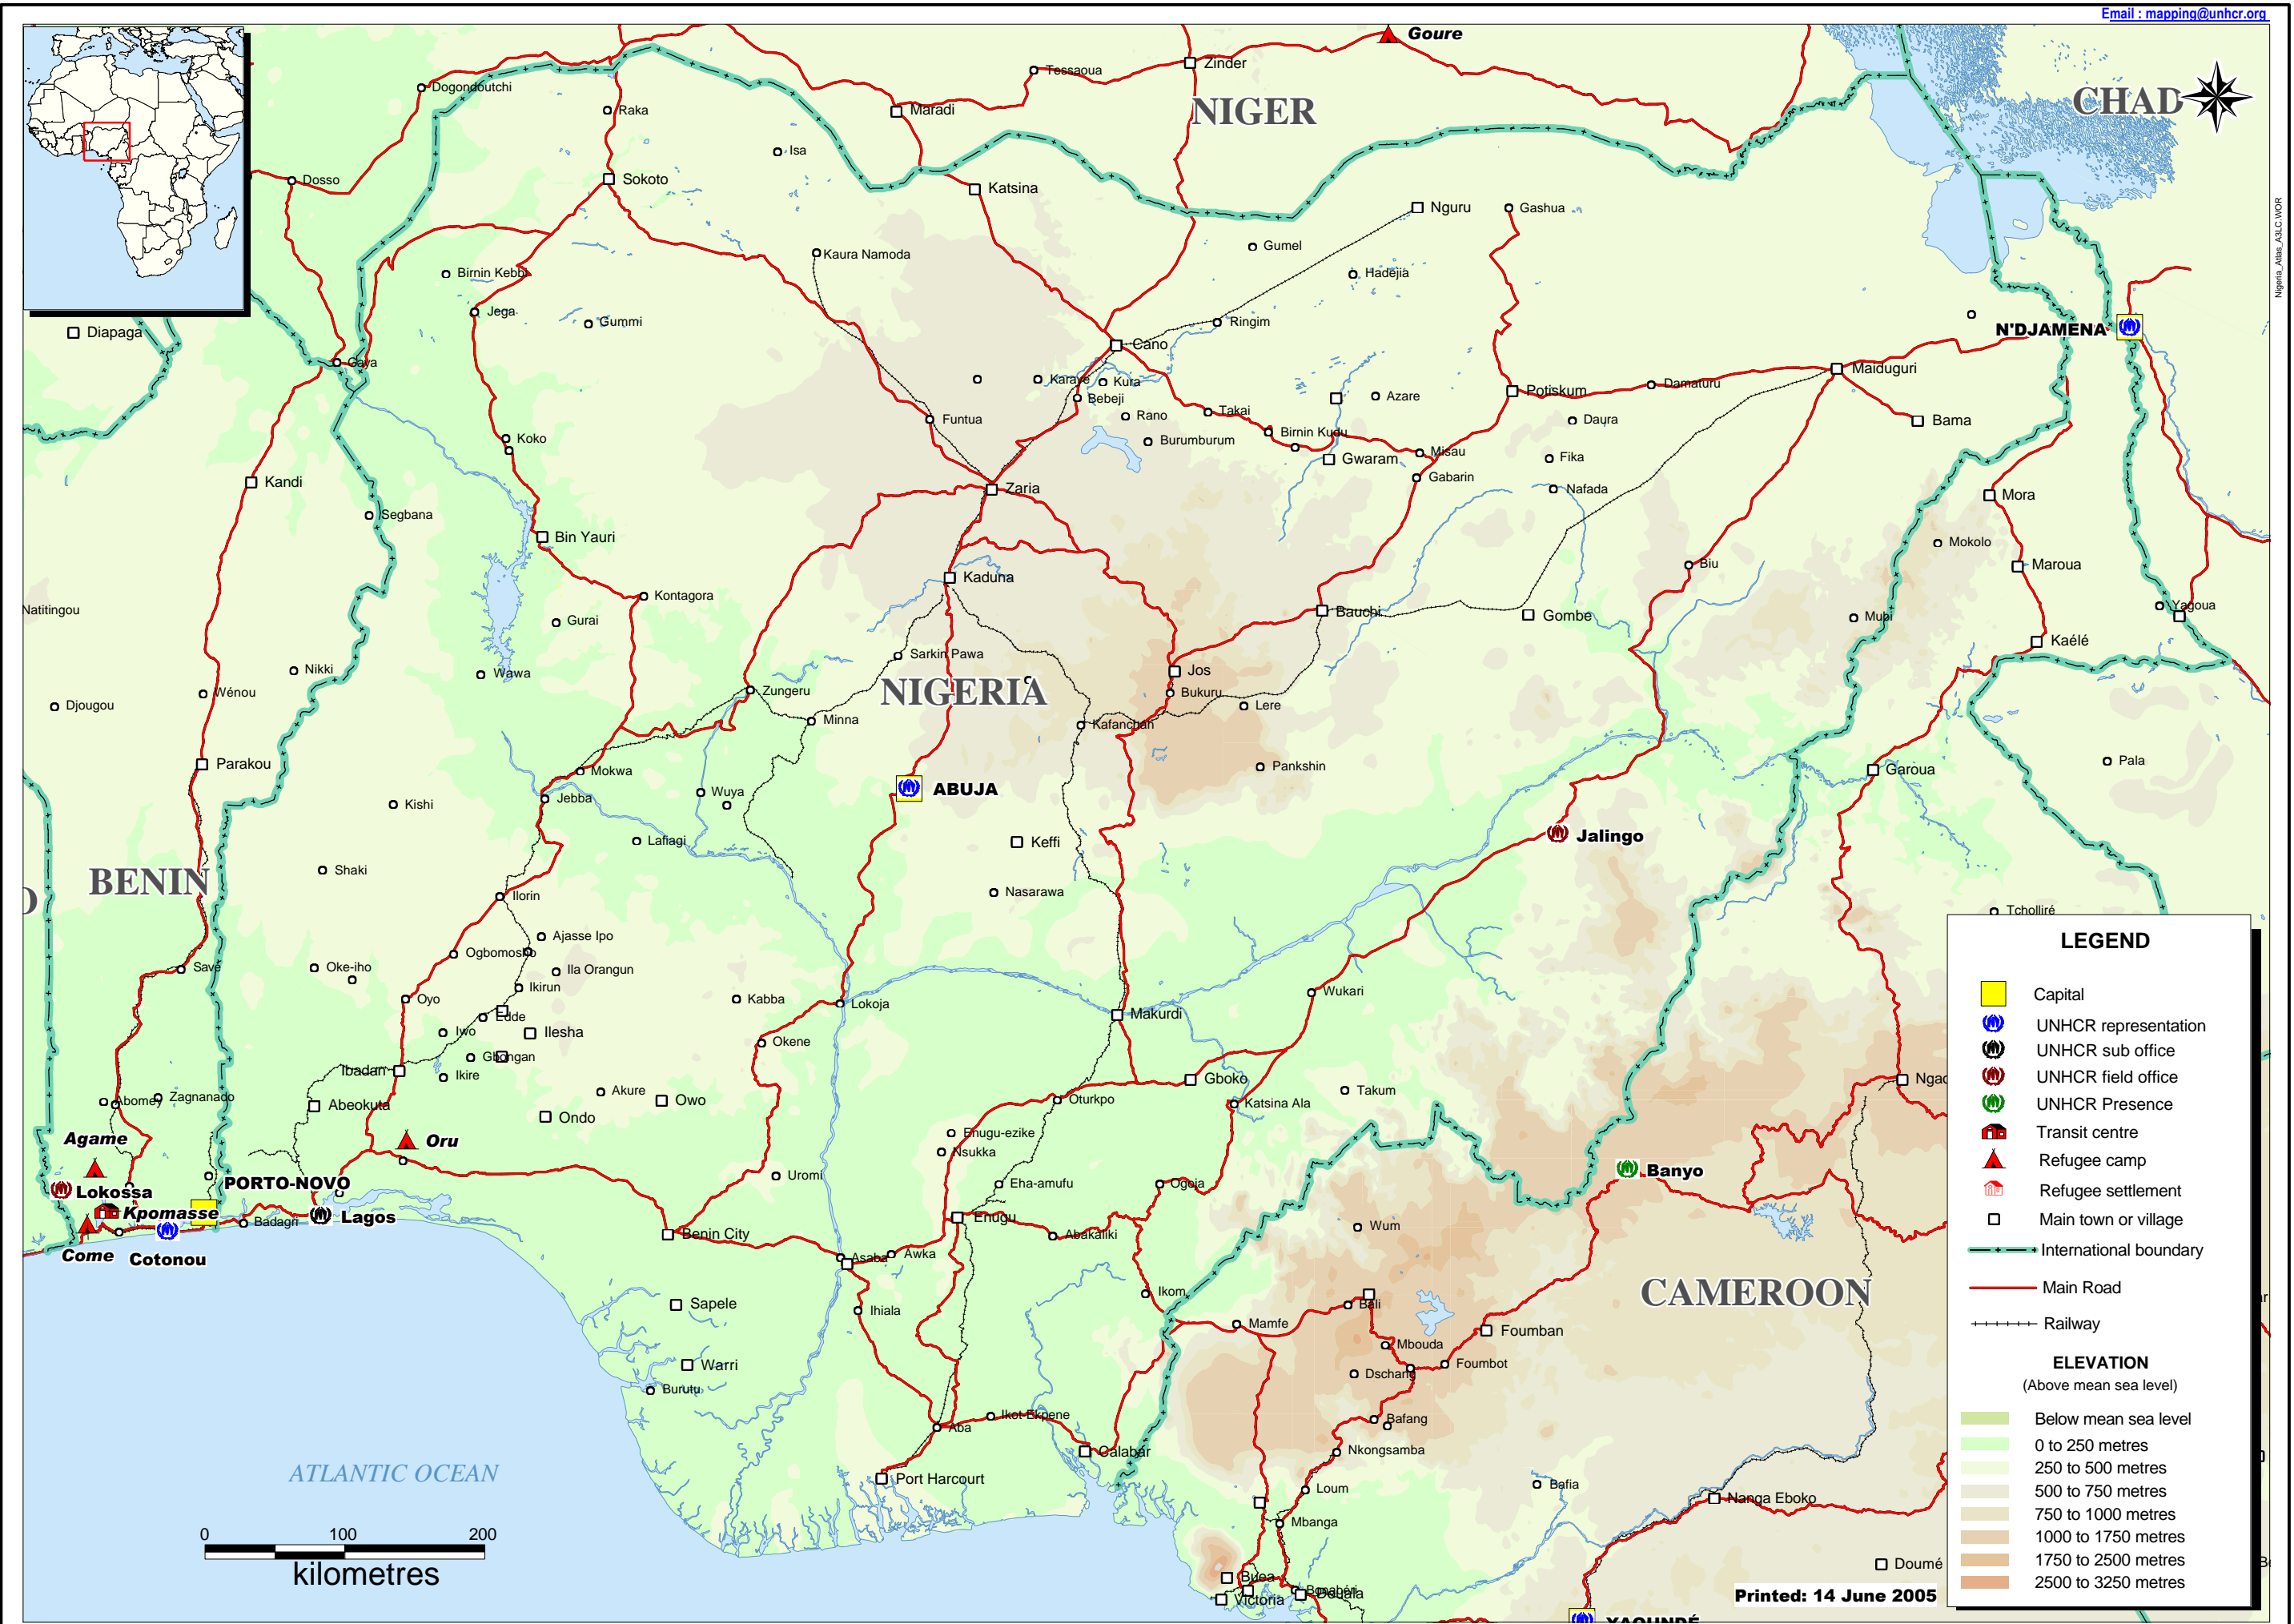 Email : mapping@unhcr.org
Goure
Zinder
Tessaoua
Dogondoutchi
NIGER
CHAD
Raka
Maradi
Isa
Dosso
Sokoto
Katsina
Nguru
Gashua
Nigeria_Atlas_A3LC.WOR
Gumel
Kaura Namoda
Birnin Kebbi
Hadejia
Jega
Gummi
Ringim
N'DJAMENA
Diapaga
Cano
Gaya
Maiduguri
Karaye
Kura
Bebeji
Azare
Potiskum
Damaturu
Takai
Rano
Funtua
Daura
Bama
Birnin Kudu
Koko
Burumburum
Misau
Gwaram
Fika
Gabarin
Kandi
Zaria
Nafada
Mora
Segbana
Bin Yauri
Mokolo
Biu
Maroua
Kaduna
Kontagora
Natitingou
Bauchi
Yagoua
Gombe
Mubi
Gurai
Kaélé
Sarkin Pawa
Nikki
Jos
Wawa
Wénou
Zungeru
NIGERIA
Bukuru
Djougou
Lere
Minna
Kafanchan
Parakou
Mokwa
Pankshin
Garoua
Pala
ABUJA
Wuya
Jebba
Kishi
Jalingo
Lafiagi
Keffi
Shaki
BENIN
Nasarawa
Ilorin
Tcholliré
Ajasse Ipo
Ogbomosho
Oke-iho
Save
Ila Orangun
Ikirun
Oyo
Kabba
Lokoja
Wukari
Edde
Makurdi
Iwo
Ilesha
Okene
Gbongan
Ibadan
Ikire
Gboko
Akure
Takum
Zagnanado
Abomey
Abeokuta
Owo
Oturkpo
Katsina Ala
Ondo
Agame
Oru
Enugu-ezike
Nsukka
Banyo
Uromi
PORTO-NOVO
Eha-amufu
Ogoja
Lokossa
Kpomasse
Lagos
Badagri
Enugu
Wum
Benin City
Abakaliki
Come
Cotonou
Asaba
Awka
Ikom
CAMEROON
Sapele
Ihiala
Bali
Mamfe
Foumban
Mbouda
Warri
Foumbot
Dschang
Burutu
Ikot Ekpene
Bafang
Aba
Calabar
Nkongsamba
ATLANTIC OCEAN
Port Harcourt
Loum
Bafia
Nanga Eboko
Mbanga
0 100 200
kilometres
Doumé
Buea
Victoria
Douala
Printed: 14 June 2005
YAOUNDÉ
LEGEND
Capital
UNHCR representation
UNHCR sub office
UNHCR field office
UNHCR Presence
Transit centre
Refugee camp
Refugee settlement
Main town or village
International boundary
Main Road
Railway
ELEVATION
(Above mean sea level)
Below mean sea level
0 to 250 metres
250 to 500 metres
500 to 750 metres
750 to 1000 metres
1000 to 1750 metres
1750 to 2500 metres
2500 to 3250 metres